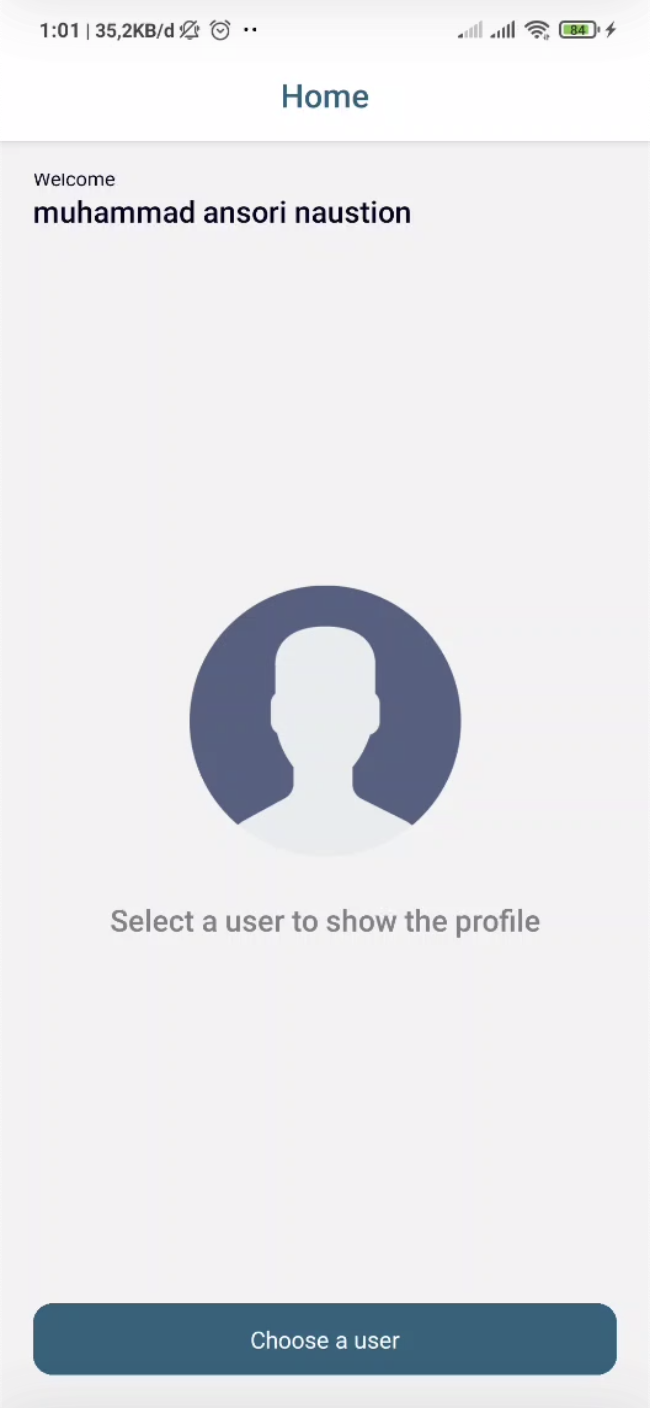 1:01 | 35,2KB/d
84
Home
Welcome
muhammad ansori naustion
Select a user to show the profile
Choose a user